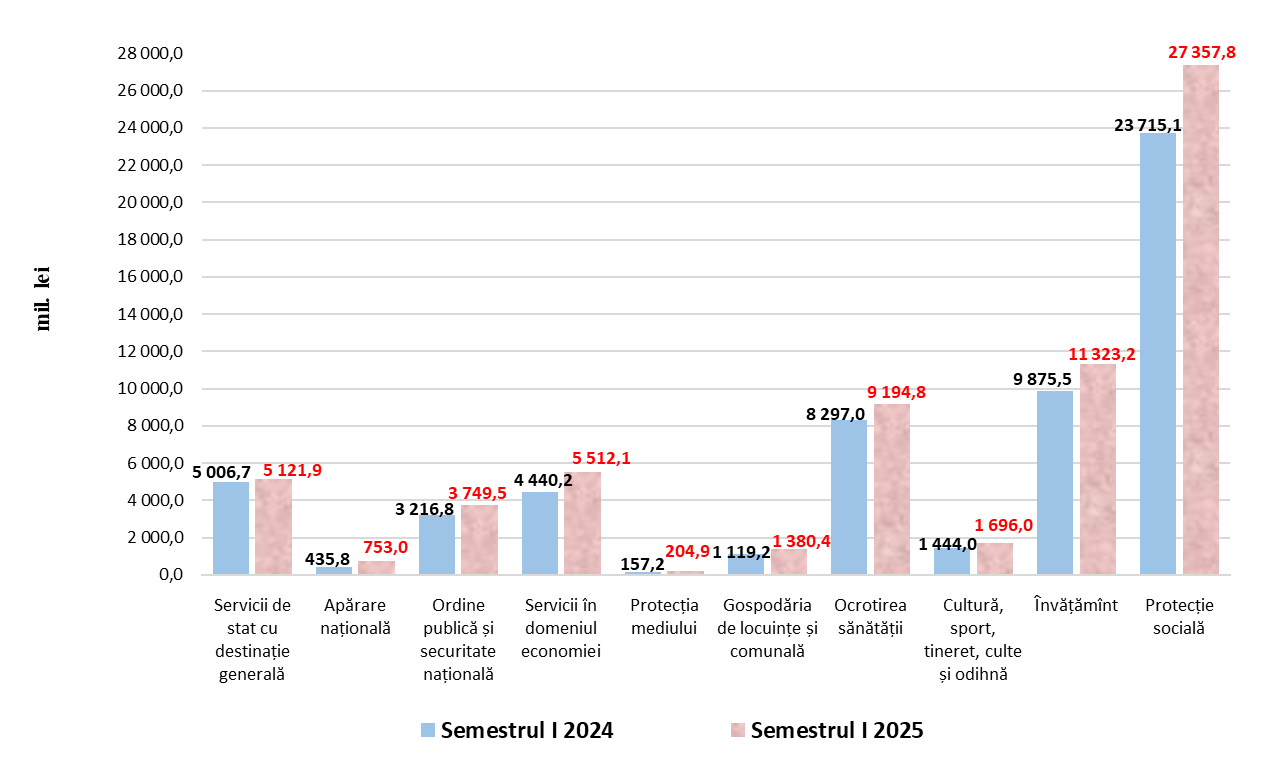 28 000,0
26 000,0
24 000,0
22 000,0
20 000,0
18 000,0
16 000,0
14 000,0
12 000,0
10 000,0
8 000,0
6 000,0
4 000,0
2 000,0
0,0
mil. lei
5 006,7
5 121,9
435,8
753,0
3 216,8
3 749,5
4 440,2
5 512,1
157,2
204,9
1 119,2
1 380,4
8 297,0
9 194,8
1 444,0
1 696,0
9 875,5
11 323,2
23 715,1
27 357,8
Servicii de
stat cu
destinație
generală
Apărare
națională
Ordine
publică și
securitate
națională
Servicii în
domeniul
economiei
Protecția
mediului
Gospodăria
de locuințe și
comunală
Ocrotirea
sănătății
Cultură,
sport,
tineret, culte
și odihnă
Învățămînt
Protecție
socială
Semestrul I 2024
Semestrul I 2025